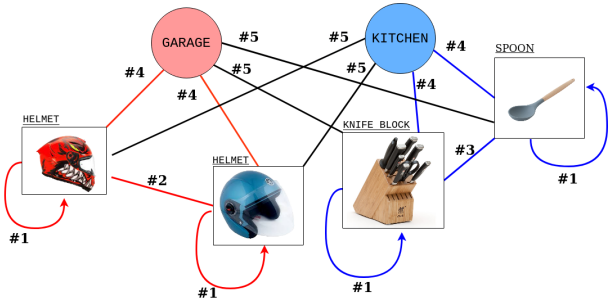 GARAGE
#5
KITCHEN
#5
#5
#4
SPOON
#4
#4
#4
HELMET
KNIFE BLOCK
#3
HELMET
#2
#1
#1
#1
#1